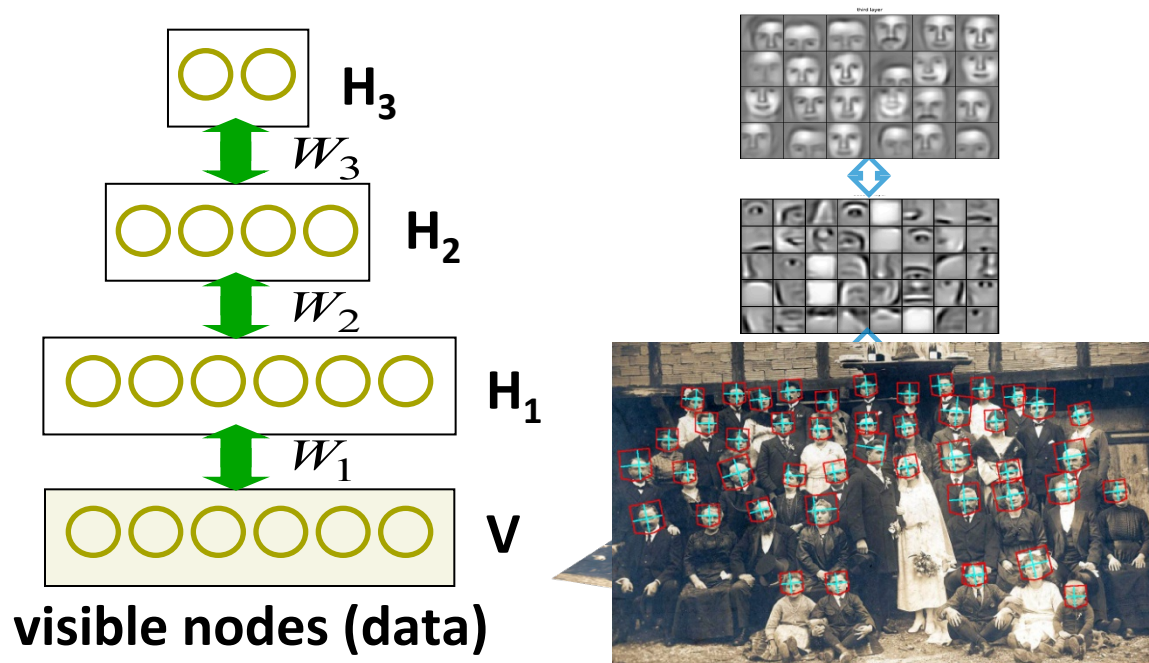 H3
W3
H2
W2
H1
W1
V
visible nodes (data)
third layer